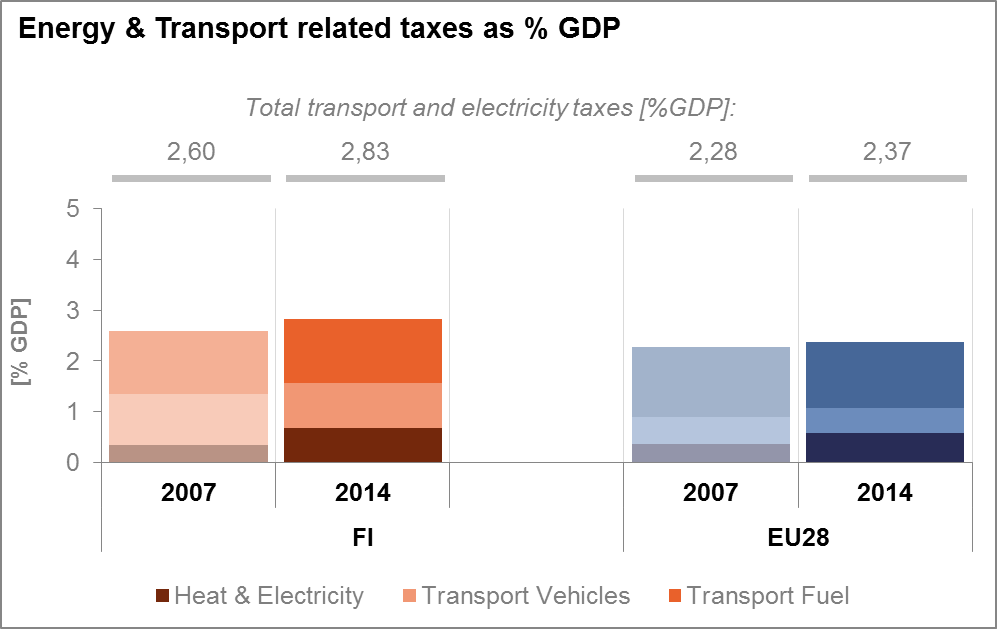 Energy & Transport related taxes as % GDP
Total transport and electricity taxes [%GDP]:
2,60 2,83 2,28 2,37
5
4
3
2
1
0
[% GDP]
2007 2014 2007 2014
FI EU28
Heat & Electricity Transport Vehicles Transport Fuel